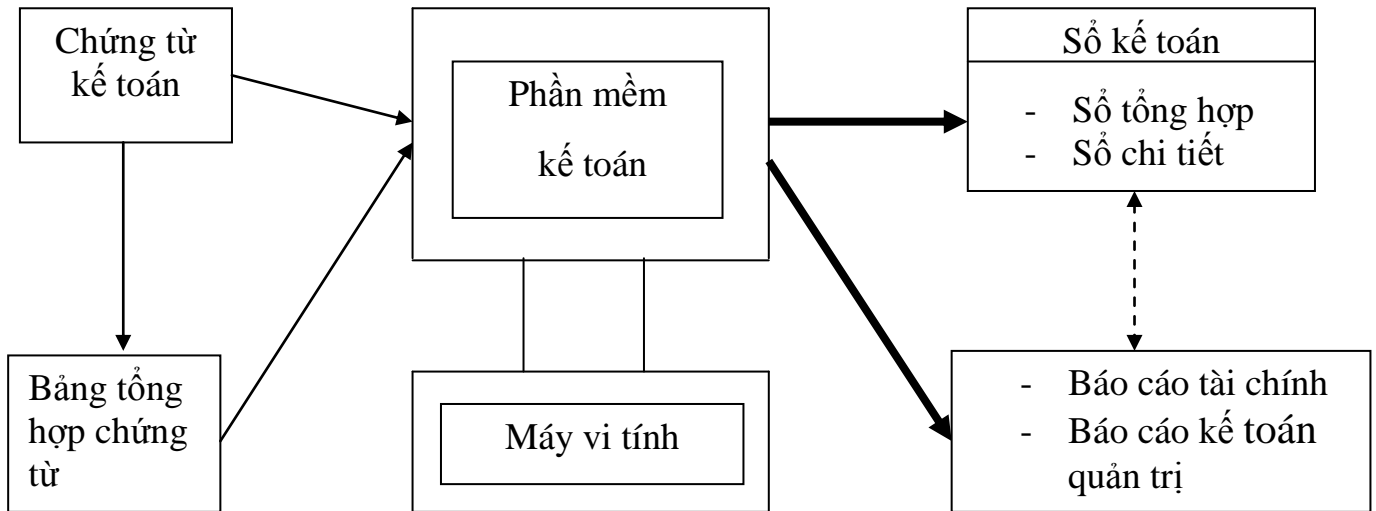 Chứng từ
kế toán
Phần mềm
kế toán
Sổ kế toán
- Sổ tổng hợp
- Sổ chi tiết
Bảng tổng
hợp chứng
từ
Máy vi tính
- Báo cáo tài chính
- Báo cáo kế toán
quản trị